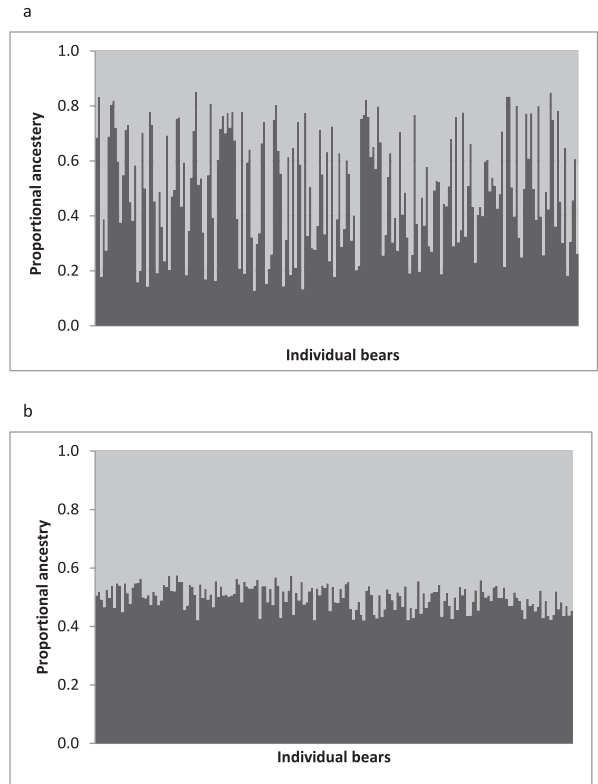 a
1.0
0.8
0.6
0.4
0.2
0.0
Proportional ancestery
Individual bears
b
1.0
0.8
0.6
0.4
0.2
0.0
Proportional ancestry
Individual bears